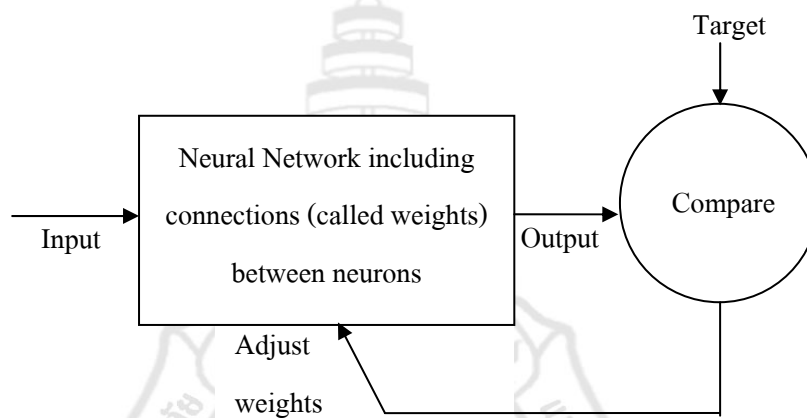 Target
Neural Network including
connections (called weights)
between neurons
Compare
Input
Output
Adjust
weights